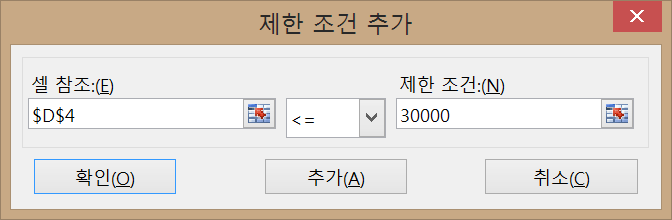 제한 조건 추가
셀 참조:(E) 제한 조건:(N)
$D$4 <= 30000
확인(O) 추가(A) 취소(C)